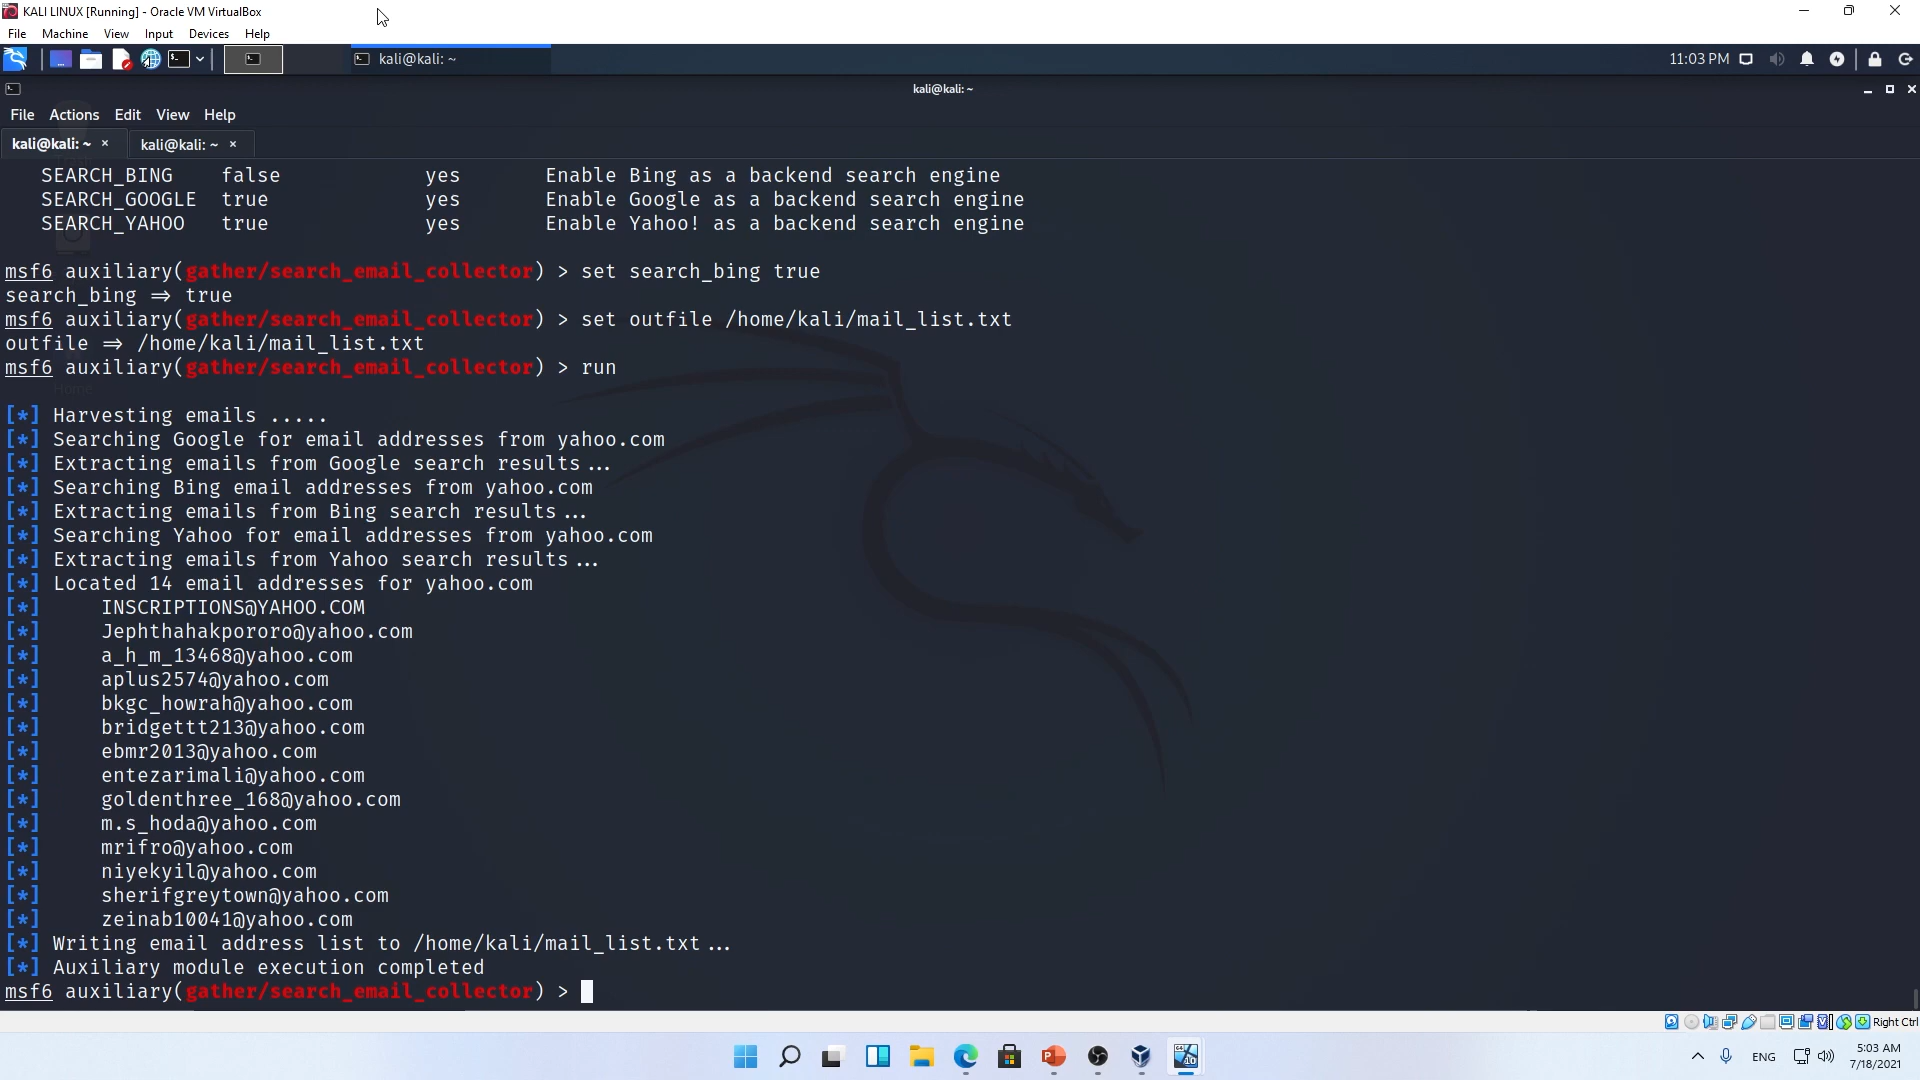 KALI LINUX [Running] - Oracle VM VirtualBox
File Machine View Input Devices Help
kali@kali: ~ 11:03 PM
kali@kali: ~
File Actions Edit View Help
kali@kali: ~ × kali@kali: ~ ×
SEARCH_BING false yes Enable Bing as a backend search engine
SEARCH_GOOGLE true yes Enable Google as a backend search engine
SEARCH_YAHOO true yes Enable Yahoo! as a backend search engine
msf6 auxiliary(gather/search_email_collector) > set search_bing true
search_bing ⇒ true
msf6 auxiliary(gather/search_email_collector) > set outfile /home/kali/mail_list.txt
outfile ⇒ /home/kali/mail_list.txt
msf6 auxiliary(gather/search_email_collector) > run
Home
[*] Harvesting emails .....
[*] Searching Google for email addresses from yahoo.com
[*] Extracting emails from Google search results...
[*] Searching Bing email addresses from yahoo.com
[*] Extracting emails from Bing search results...
[*] Searching Yahoo for email addresses from yahoo.com
[*] Extracting emails from Yahoo search results...
[*] Located 14 email addresses for yahoo.com
[*] INSCRIPTIONS@YAHOO.COM
[*] Jephthahakpororo@yahoo.com
[*] a_h_m_13468@yahoo.com
[*] aplus2574@yahoo.com
[*] bkgc_howrah@yahoo.com
[*] bridgettt213@yahoo.com
[*] ebmr2013@yahoo.com
[*] entezarimali@yahoo.com
[*] goldenthree_168@yahoo.com
[*] m.s_hoda@yahoo.com
[*] mrifro@yahoo.com
[*] niyekyil@yahoo.com
[*] sherifgreytown@yahoo.com
[*] zeinab10041@yahoo.com
[*] Writing email address list to /home/kali/mail_list.txt...
[*] Auxiliary module execution completed
msf6 auxiliary(gather/search_email_collector) >
Right Ctrl
ENG 5:03 AM
7/18/2021